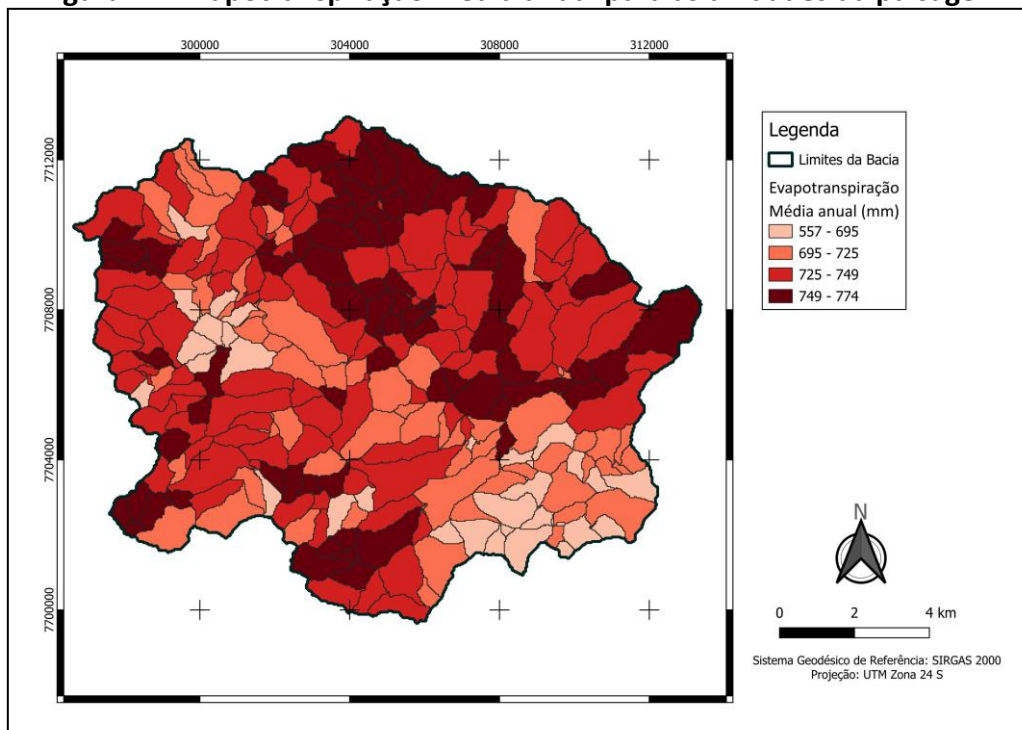 300000 304000 308000 312000
7712000
7708000
7704000
7700000
Legenda
Limites da Bacia
Evapotranspiração
Média anual (mm)
557 - 695
695 - 725
725 - 749
749 - 774
N
0 2 4 km
Sistema Geodésico de Referência: SIRGAS 2000
Projeção: UTM Zona 24 S